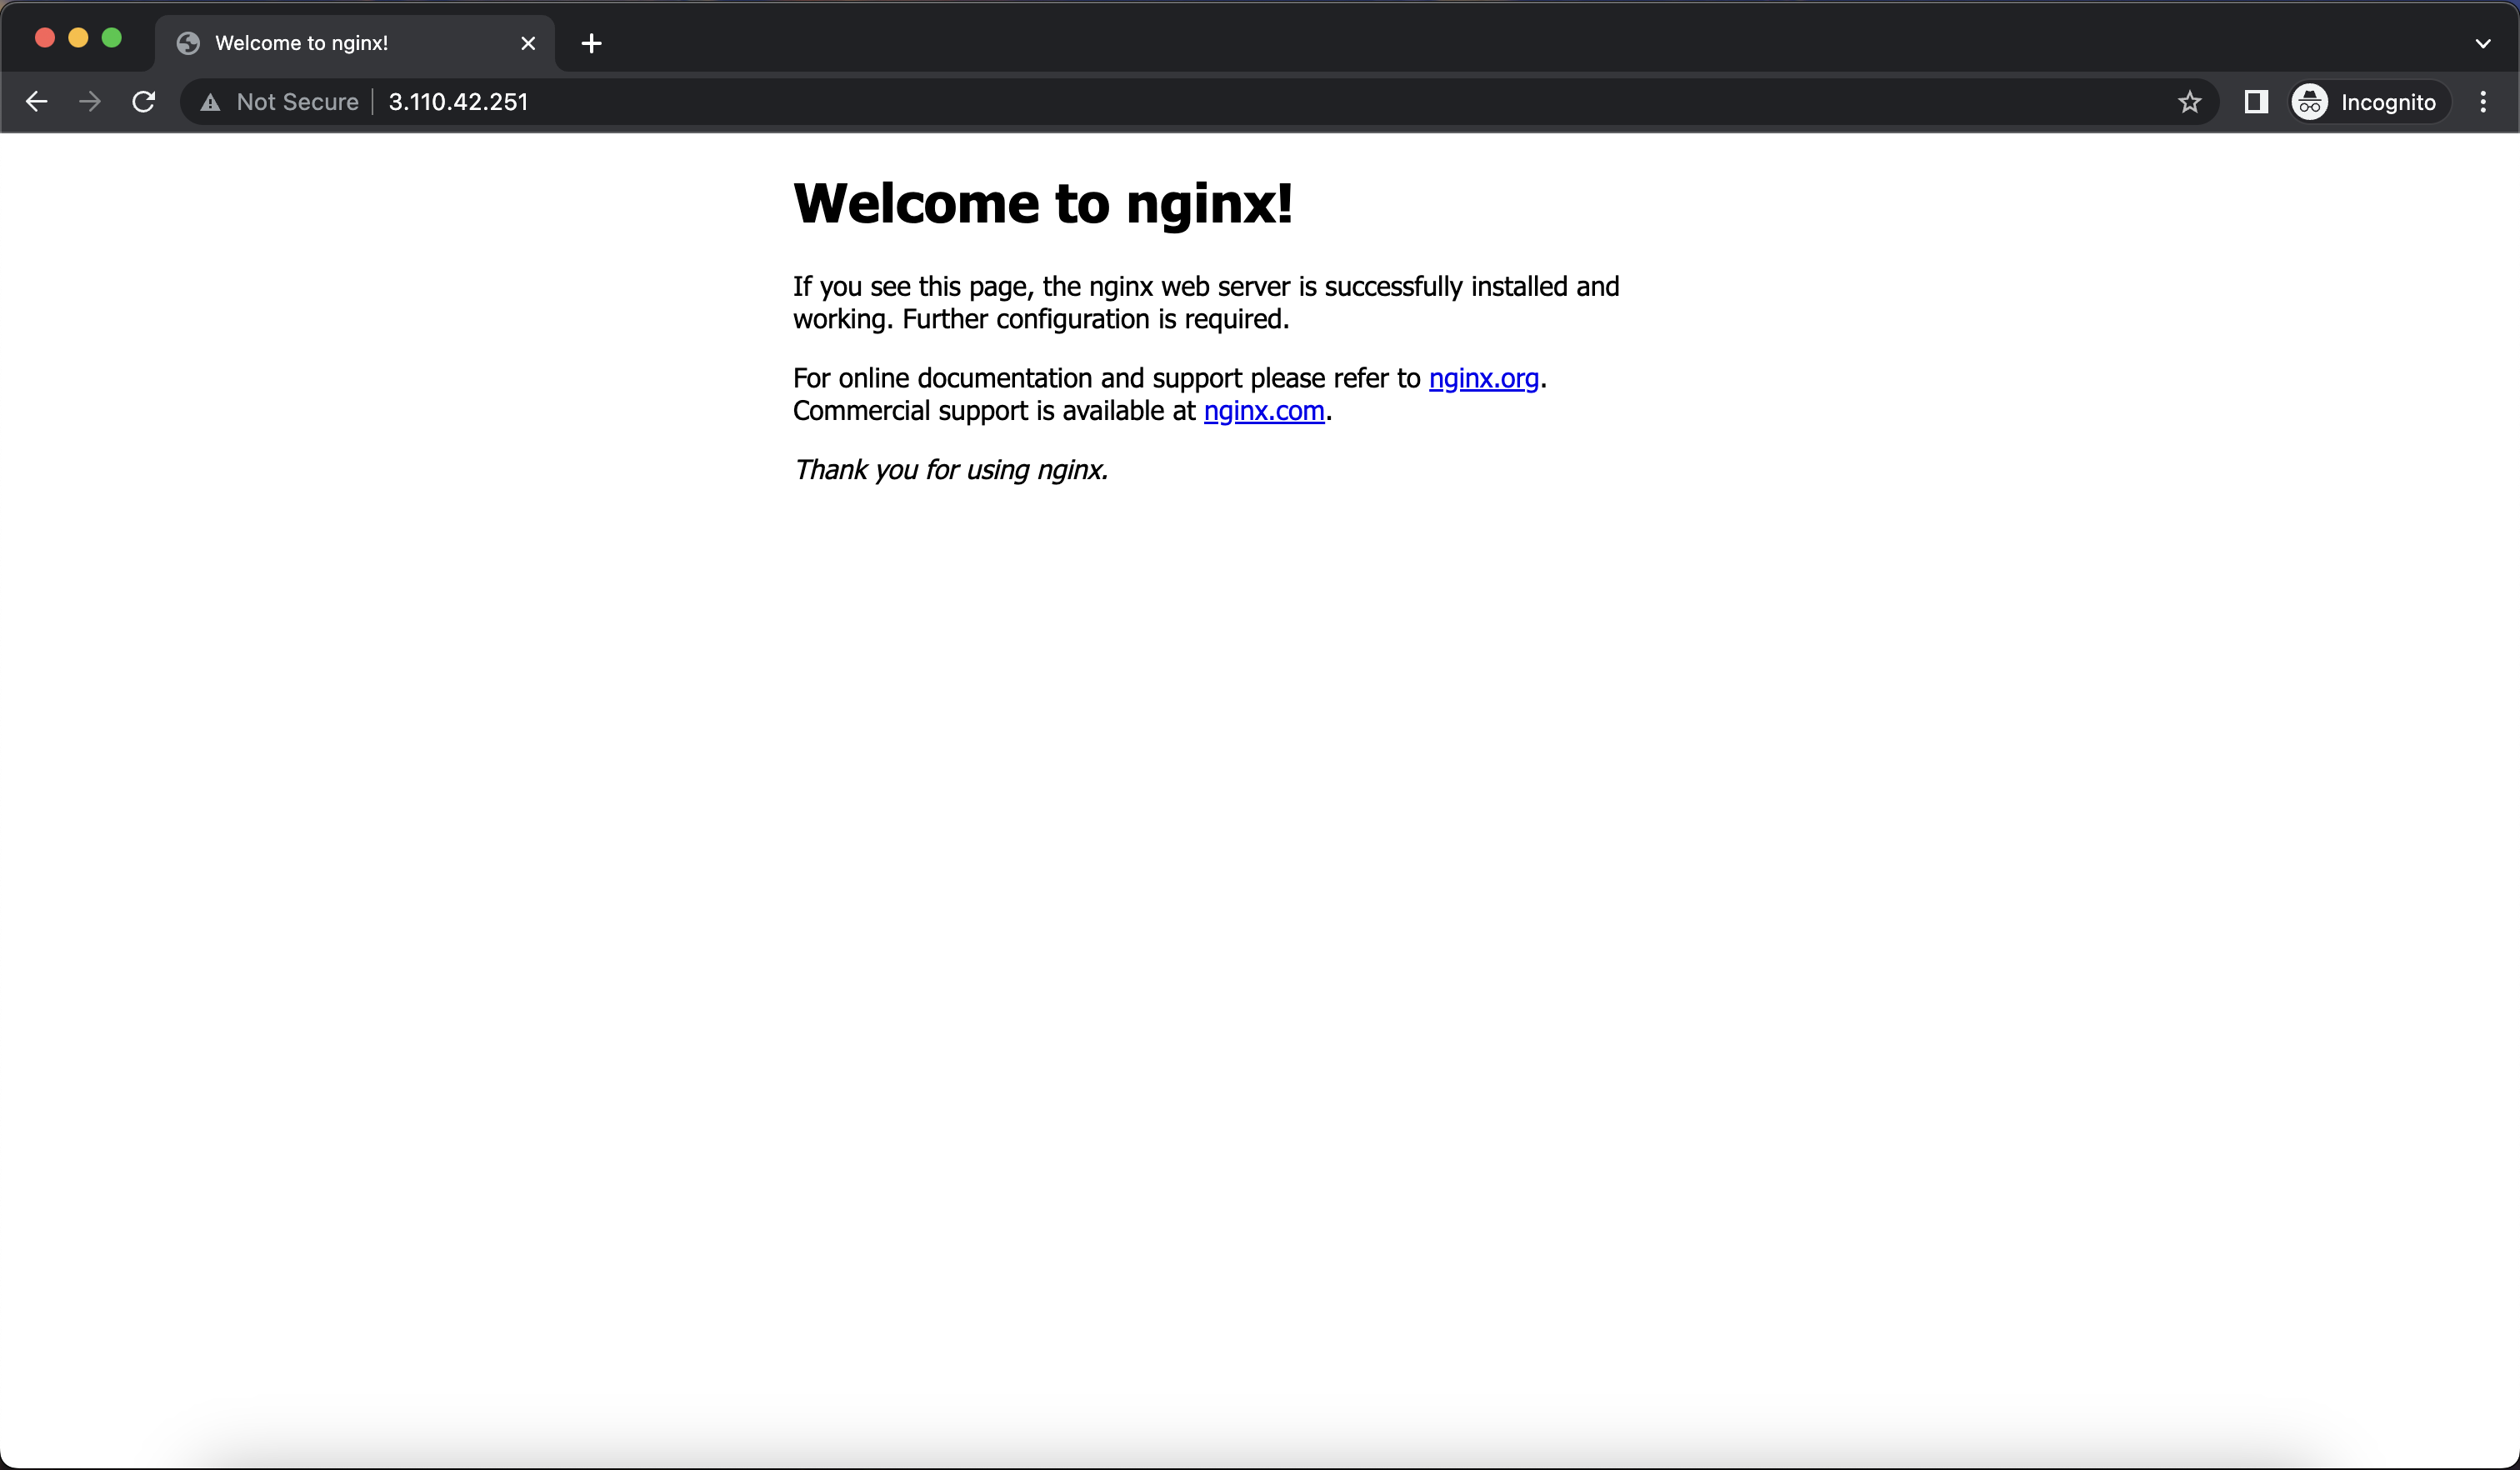 Welcome to nginx!
Not Secure 3.110.42.251 Incognito
Welcome to nginx!
If you see this page, the nginx web server is successfully installed and
working. Further configuration is required.
For online documentation and support please refer to nginx.org.
Commercial support is available at nginx.com.
Thank you for using nginx.